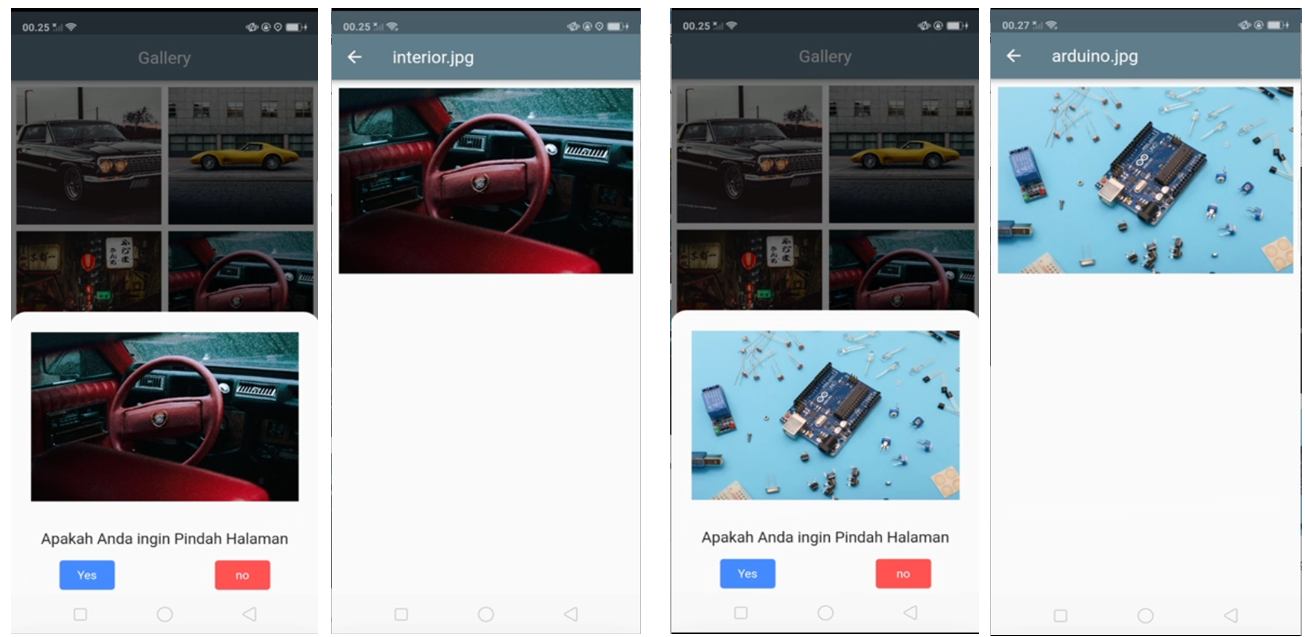 00.25
Gallery
Apakah Anda ingin Pindah Halaman
Yes
no
00.25
interior.jpg
00.25
Gallery
Apakah Anda ingin Pindah Halaman
Yes
no
00.27
arduino.jpg